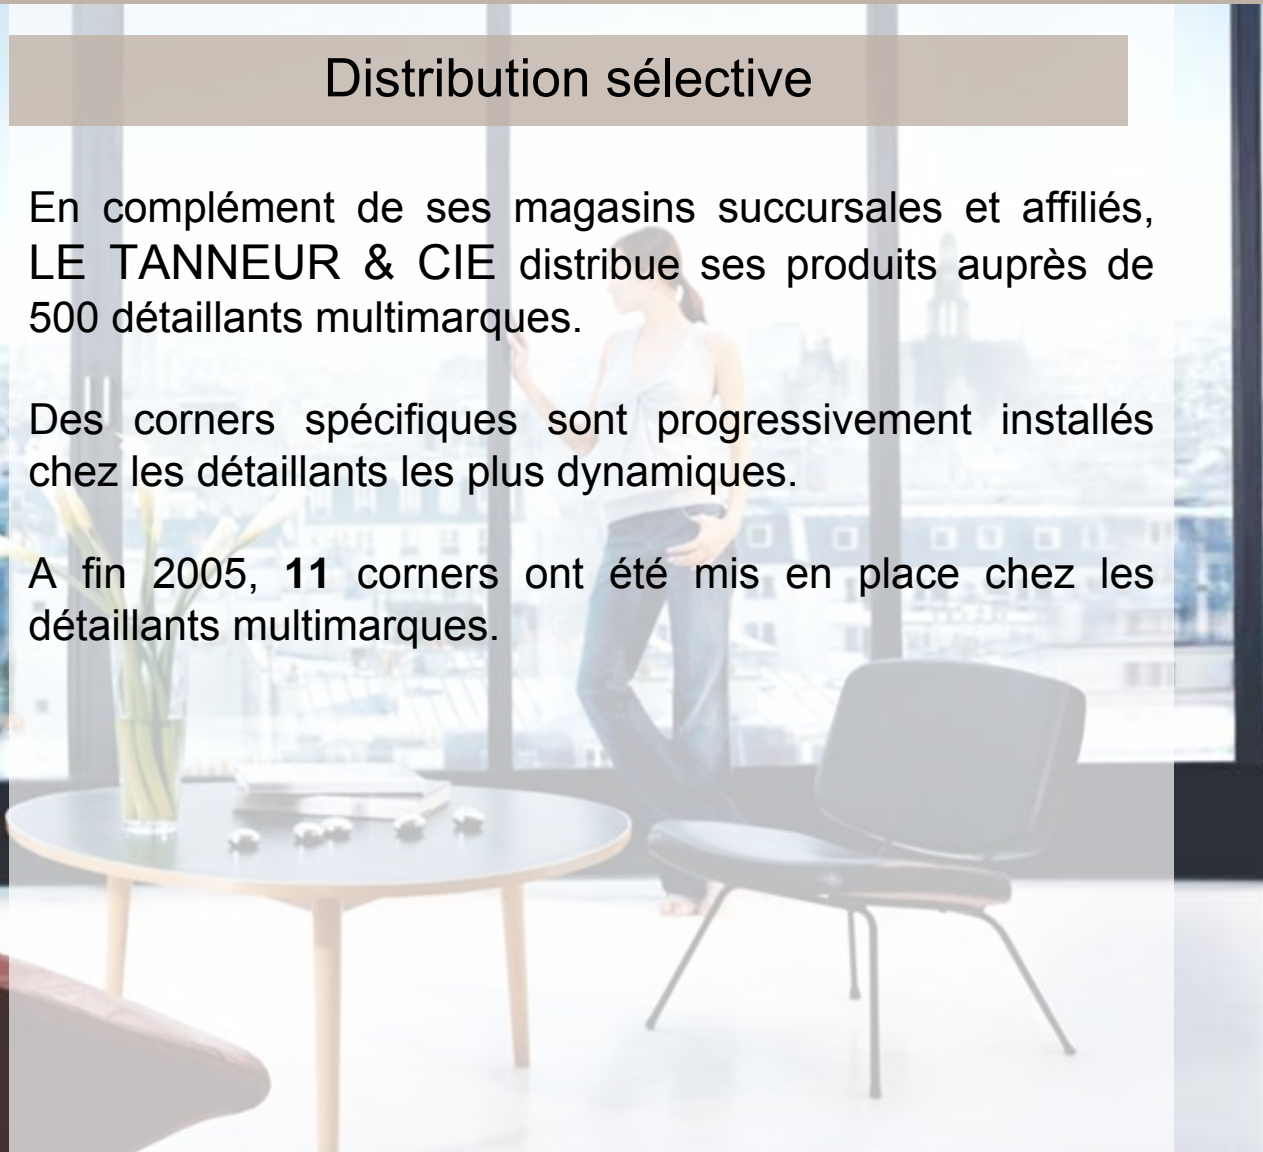 Distribution sélective
En complément de ses magasins succursales et affiliés,
LE TANNEUR & CIE distribue ses produits auprès de
500 détaillants multimarques.
Des corners spécifiques sont progressivement installés
chez les détaillants les plus dynamiques.
A fin 2005, 11 corners ont été mis en place chez les
détaillants multimarques.